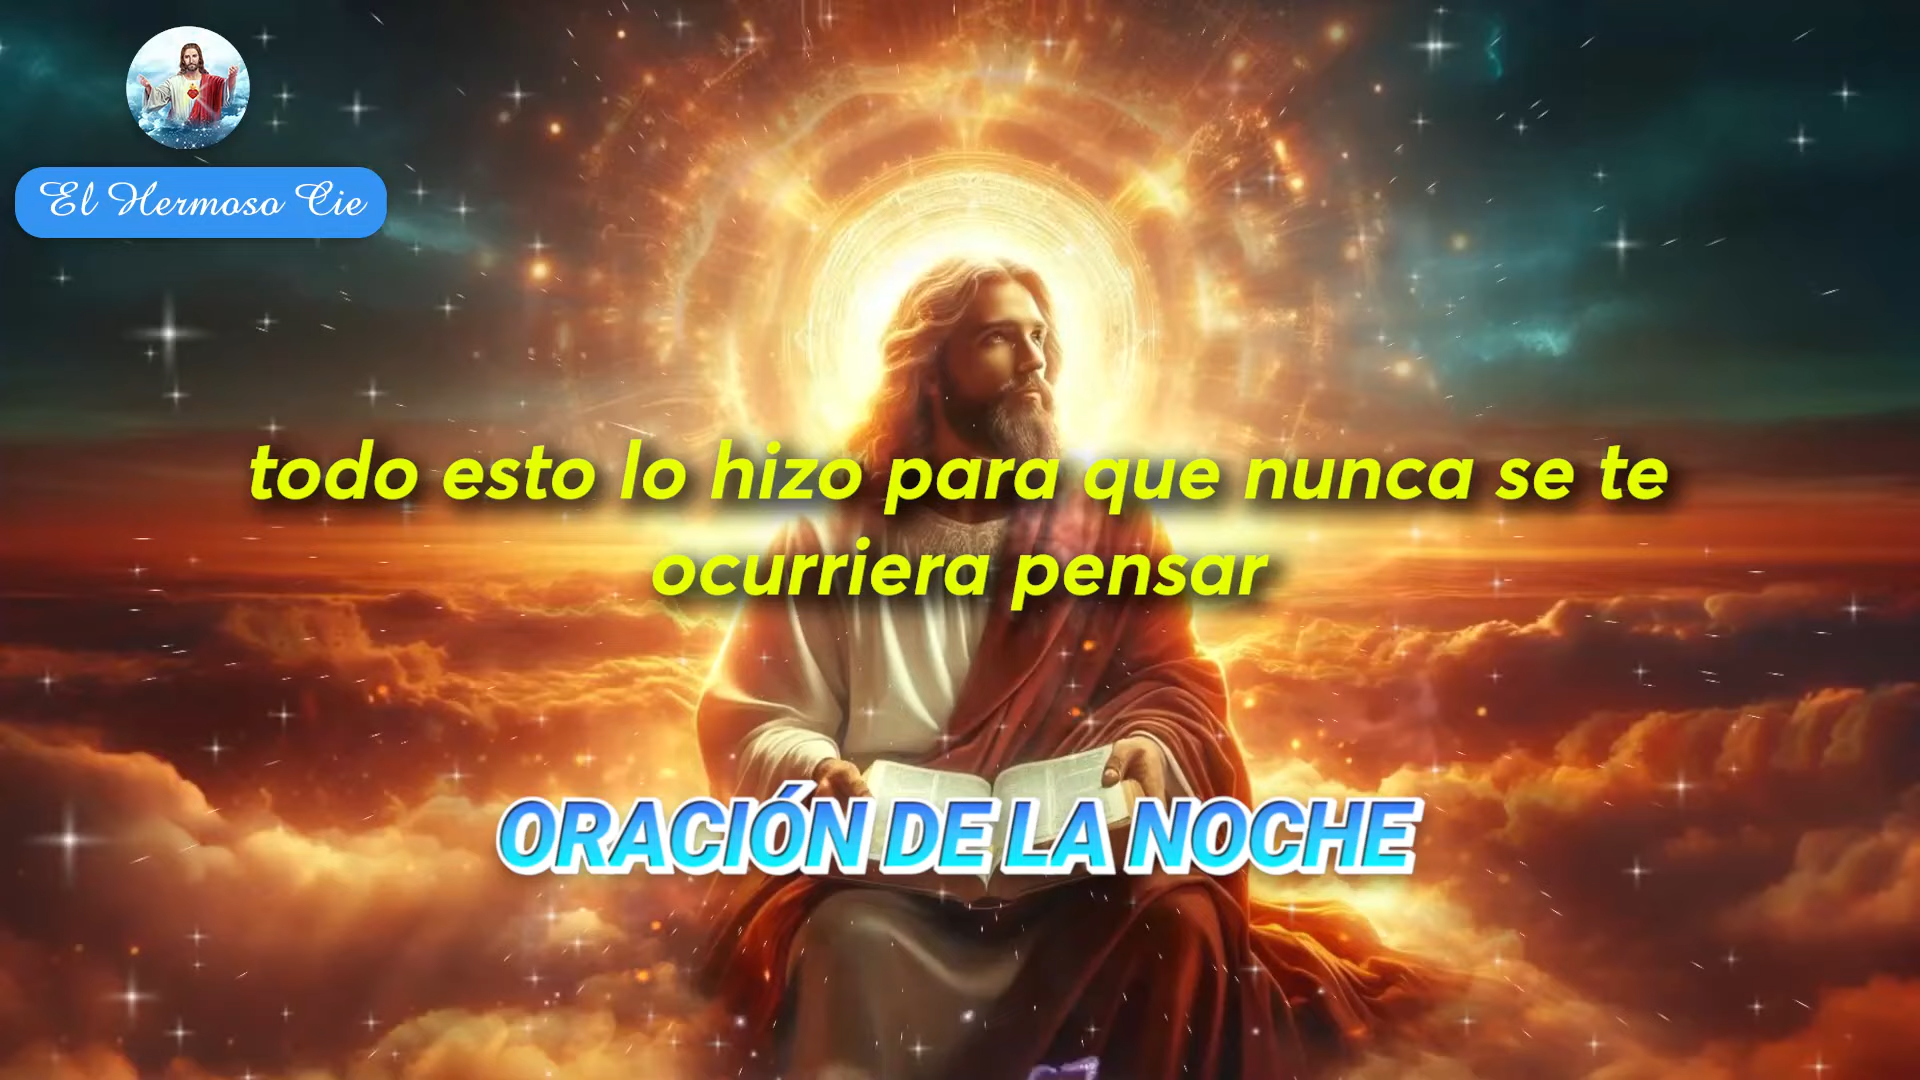 El Hermoso Cie
todo esto lo hizo para que nunca se te
ocurriera pensar
ORACIÓN DE LA NOCHE